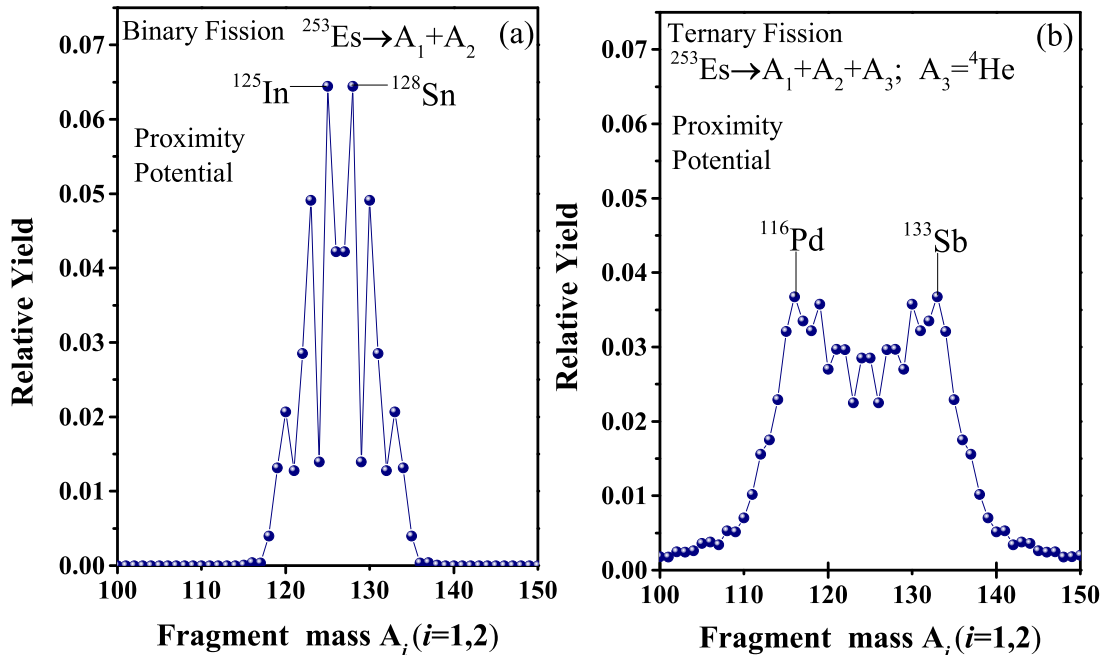 Binary Fission ²⁵³Es→A₁+A₂ (a)
¹²⁵In ¹²⁸Sn
Proximity
Potential
Relative Yield
0.07
0.06
0.05
0.04
0.03
0.02
0.01
0.00
100 110 120 130 140 150
Fragment mass Aᵢ (i=1,2)
Ternary Fission (b)
²⁵³Es→A₁+A₂+A₃; A₃=⁴He
Proximity
Potential
¹¹⁶Pd ¹³³Sb
Relative Yield
0.07
0.06
0.05
0.04
0.03
0.02
0.01
0.00
100 110 120 130 140 150
Fragment mass Aᵢ (i=1,2)